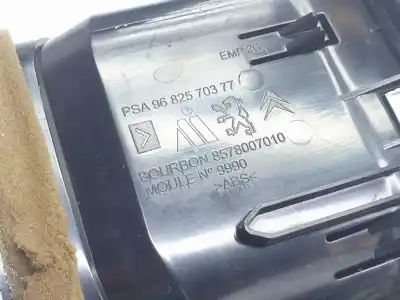 EMP 26
PSA 96 825 703 77
BOURBON 8578007010
MOULE N° 9990
>ABS<